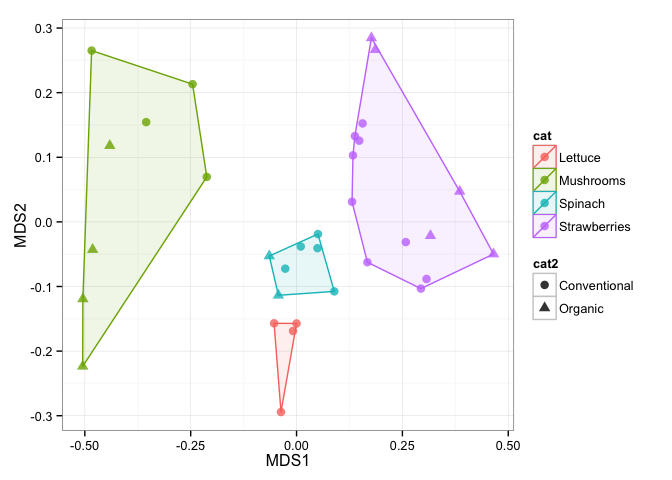 0.3
0.2
0.1
0.0
-0.1
-0.2
-0.3
MDS2
-0.50 -0.25 0.00 0.25 0.50
MDS1
cat
Lettuce
Mushrooms
Spinach
Strawberries
cat2
Conventional
Organic